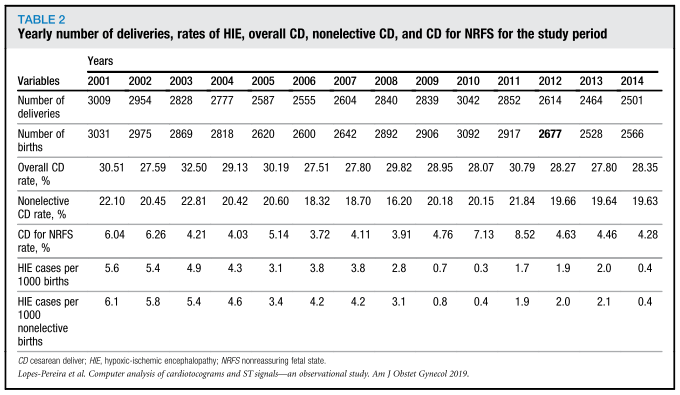 TABLE 2
Yearly number of deliveries, rates of HIE, overall CD, nonelective CD, and CD for NRFS for the study period
Years
Variables 2001 2002 2003 2004 2005 2006 2007 2008 2009 2010 2011 2012 2013 2014
Number of deliveries 3009 2954 2828 2777 2587 2555 2604 2840 2839 3042 2852 2614 2464 2501
Number of births 3031 2975 2869 2818 2620 2600 2642 2892 2906 3092 2917 2677 2528 2566
Overall CD rate, % 30.51 27.59 32.50 29.13 30.19 27.51 27.80 29.82 28.95 28.07 30.79 28.27 27.80 28.35
Nonelective CD rate, % 22.10 20.45 22.81 20.42 20.60 18.32 18.70 16.20 20.18 20.15 21.84 19.66 19.64 19.63
CD for NRFS rate, % 6.04 6.26 4.21 4.03 5.14 3.72 4.11 3.91 4.76 7.13 8.52 4.63 4.46 4.28
HIE cases per 1000 births 5.6 5.4 4.9 4.3 3.1 3.8 3.8 2.8 0.7 0.3 1.7 1.9 2.0 0.4
HIE cases per 1000 nonelective births 6.1 5.8 5.4 4.6 3.4 4.2 4.2 3.1 0.8 0.4 1.9 2.0 2.1 0.4
CD cesarean deliver; HIE, hypoxic-ischemic encephalopathy; NRFS nonreassuring fetal state.
Lopes-Pereira et al. Computer analysis of cardiotocograms and ST signals—an observational study. Am J Obstet Gynecol 2019.